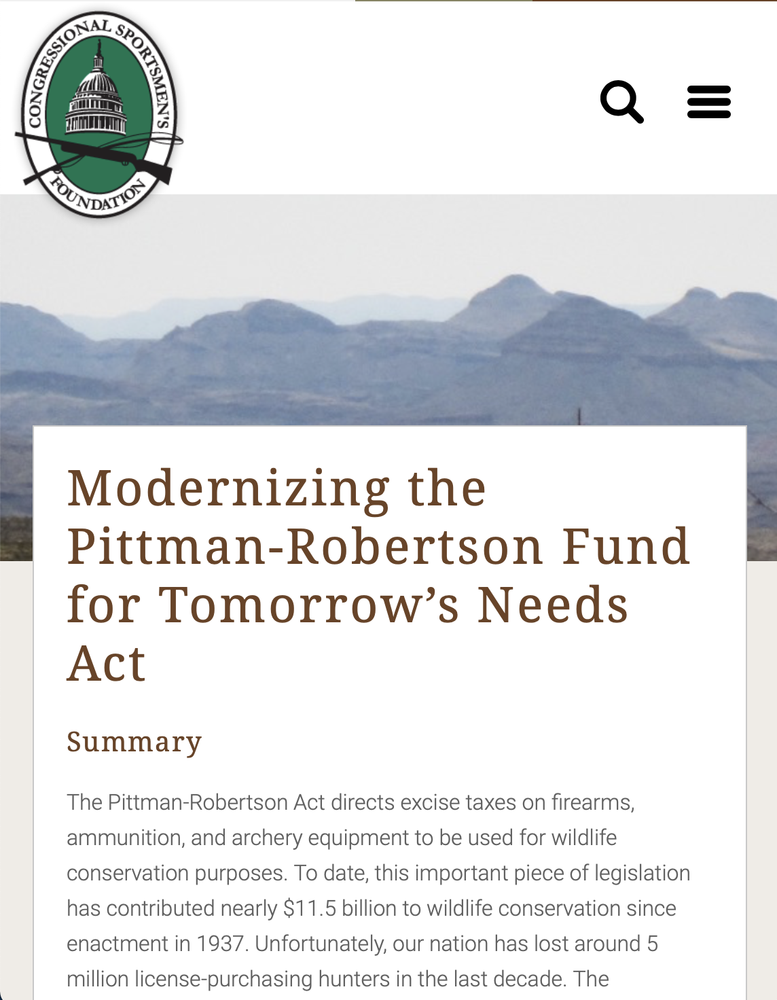 CONGRESSIONAL SPORTSMEN'S
FOUNDATION
Modernizing the
Pittman-Robertson Fund
for Tomorrow’s Needs
Act
Summary
The Pittman-Robertson Act directs excise taxes on firearms,
ammunition, and archery equipment to be used for wildlife
conservation purposes. To date, this important piece of legislation
has contributed nearly $11.5 billion to wildlife conservation since
enactment in 1937. Unfortunately, our nation has lost around 5
million license-purchasing hunters in the last decade. The